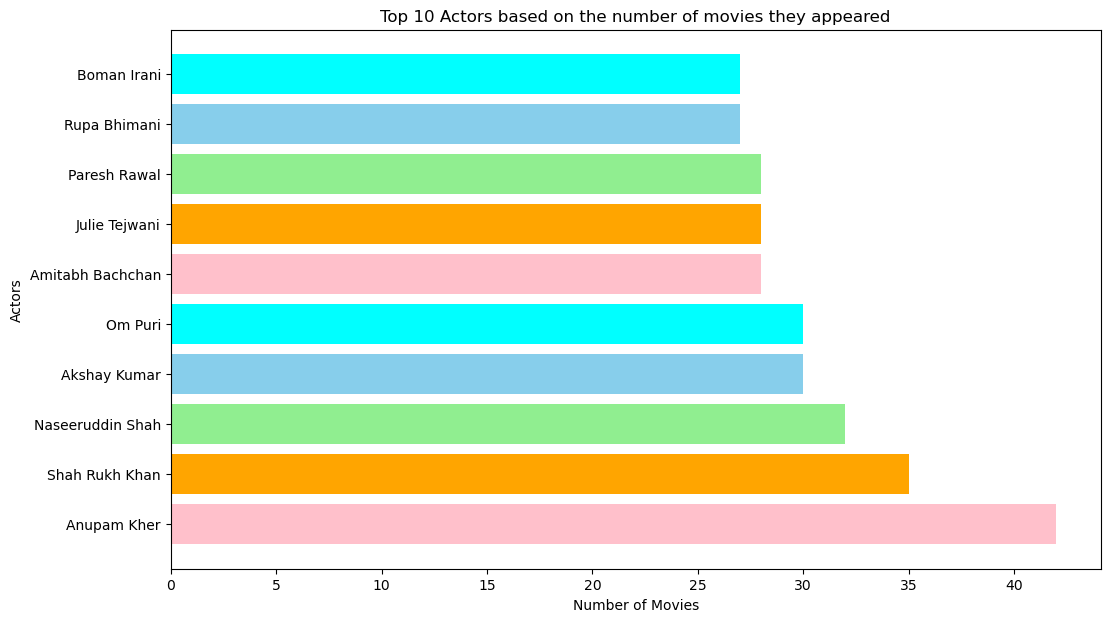 Top 10 Actors based on the number of movies they appeared
Boman Irani
Rupa Bhimani
Paresh Rawal
Julie Tejwani
Amitabh Bachchan
Om Puri
Akshay Kumar
Naseeruddin Shah
Shah Rukh Khan
Anupam Kher
Actors
0 5 10 15 20 25 30 35 40
Number of Movies